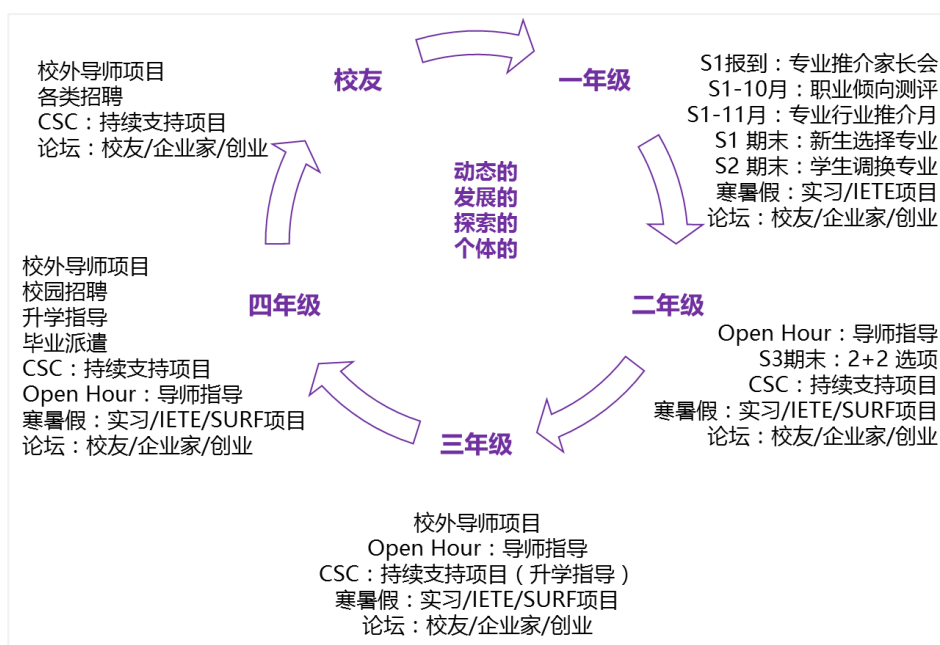 校友
校外导师项目
各类招聘
CSC：持续支持项目
论坛：校友/企业家/创业
一年级
S1报到：专业推介家长会
S1-10月：职业倾向测评
S1-11月：专业行业推介月
S1 期末：新生选择专业
S2 期末：学生调换专业
寒暑假：实习/IETE项目
论坛：校友/企业家/创业
动态的
发展的
探索的
个体的
四年级
校外导师项目
校园招聘
升学指导
毕业派遣
CSC：持续支持项目
Open Hour：导师指导
寒暑假：实习/IETE/SURF项目
论坛：校友/企业家/创业
二年级
Open Hour：导师指导
S3期末：2+2 选项
CSC：持续支持项目
寒暑假：实习/IETE/SURF项目
论坛：校友/企业家/创业
三年级
校外导师项目
Open Hour：导师指导
CSC：持续支持项目（升学指导）
寒暑假：实习/IETE/SURF项目
论坛：校友/企业家/创业